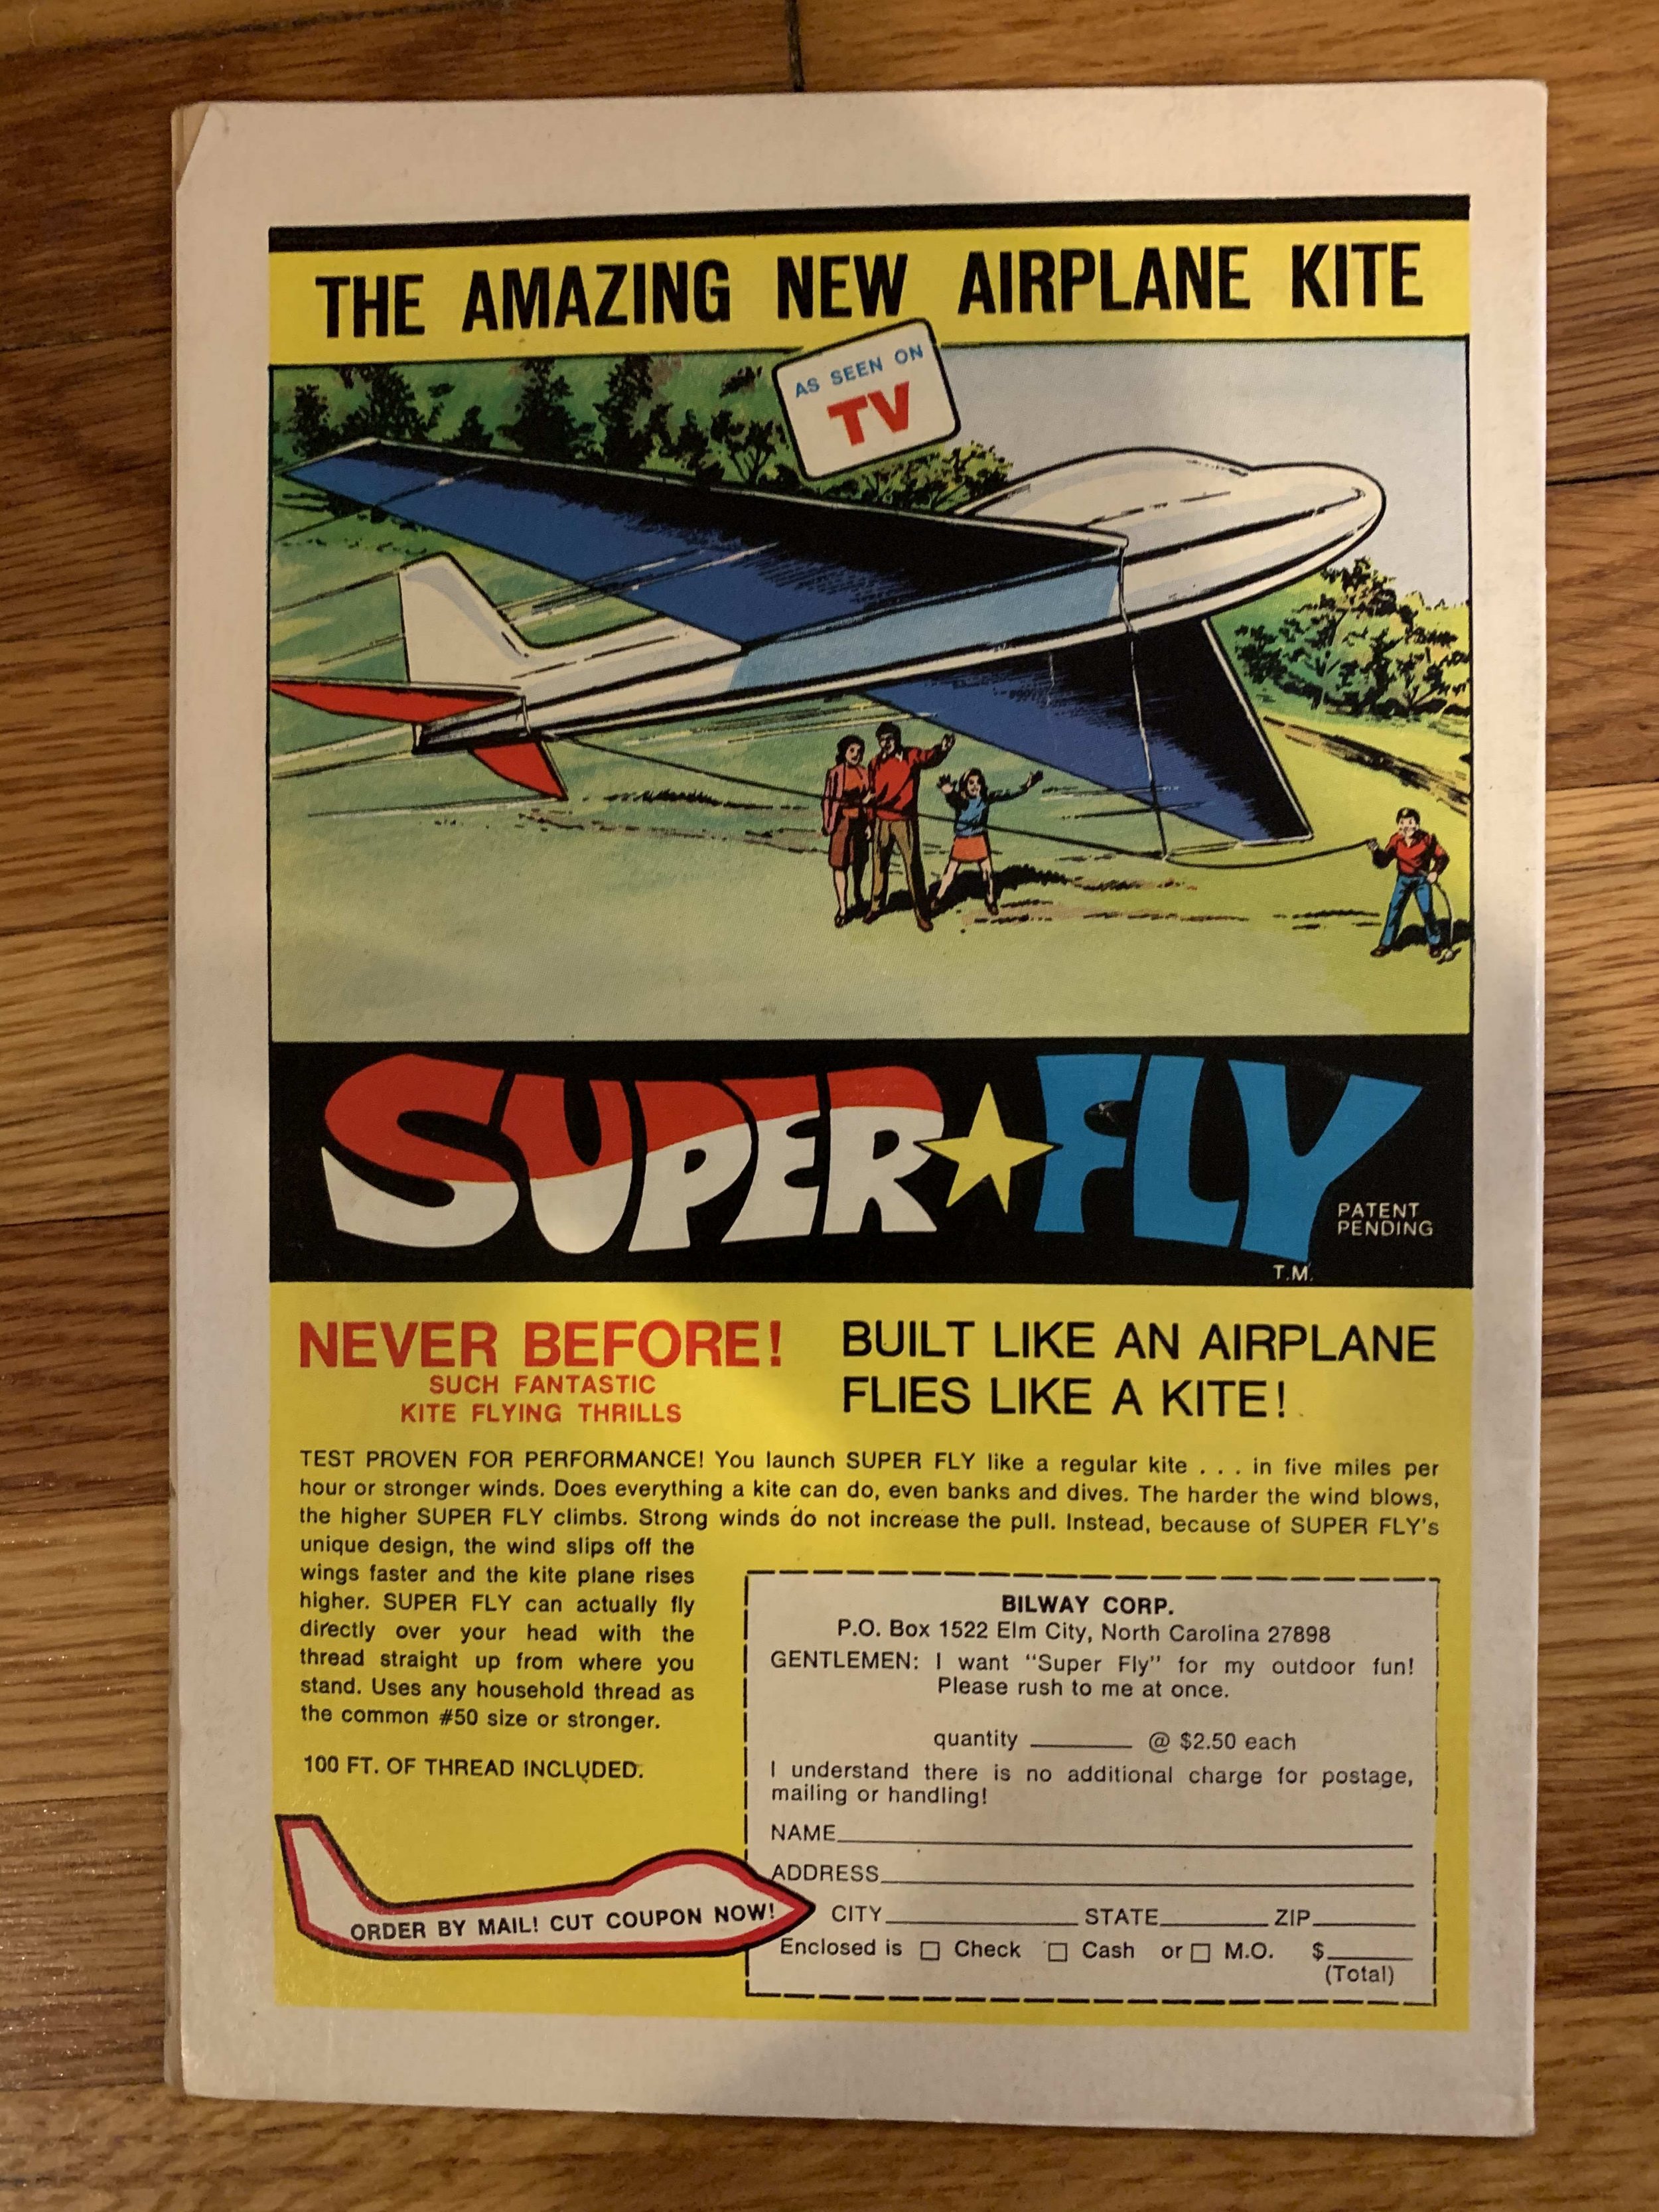 THE AMAZING NEW AIRPLANE KITE
AS SEEN ON
TV
SUPER FLY
PATENT
PENDING
T.M.
NEVER BEFORE!
SUCH FANTASTIC
KITE FLYING THRILLS
BUILT LIKE AN AIRPLANE
FLIES LIKE A KITE!
TEST PROVEN FOR PERFORMANCE! You launch SUPER FLY like a regular kite . . . in five miles per
hour or stronger winds. Does everything a kite can do, even banks and dives. The harder the wind blows,
the higher SUPER FLY climbs. Strong winds do not increase the pull. Instead, because of SUPER FLY's
unique design, the wind slips off the
wings faster and the kite plane rises
higher. SUPER FLY can actually fly
directly over your head with the
thread straight up from where you
stand. Uses any household thread as
the common #50 size or stronger.
100 FT. OF THREAD INCLUDED.
ORDER BY MAIL! CUT COUPON NOW!
BILWAY CORP.
P.O. Box 1522 Elm City, North Carolina 27898
GENTLEMEN: I want "Super Fly" for my outdoor fun!
Please rush to me at once.
quantity ________ @ $2.50 each
I understand there is no additional charge for postage,
mailing or handling!
NAME________
ADDRESS________
CITY________ STATE________ ZIP________
Enclosed is □ Check □ Cash or □ M.O. $________
(Total)